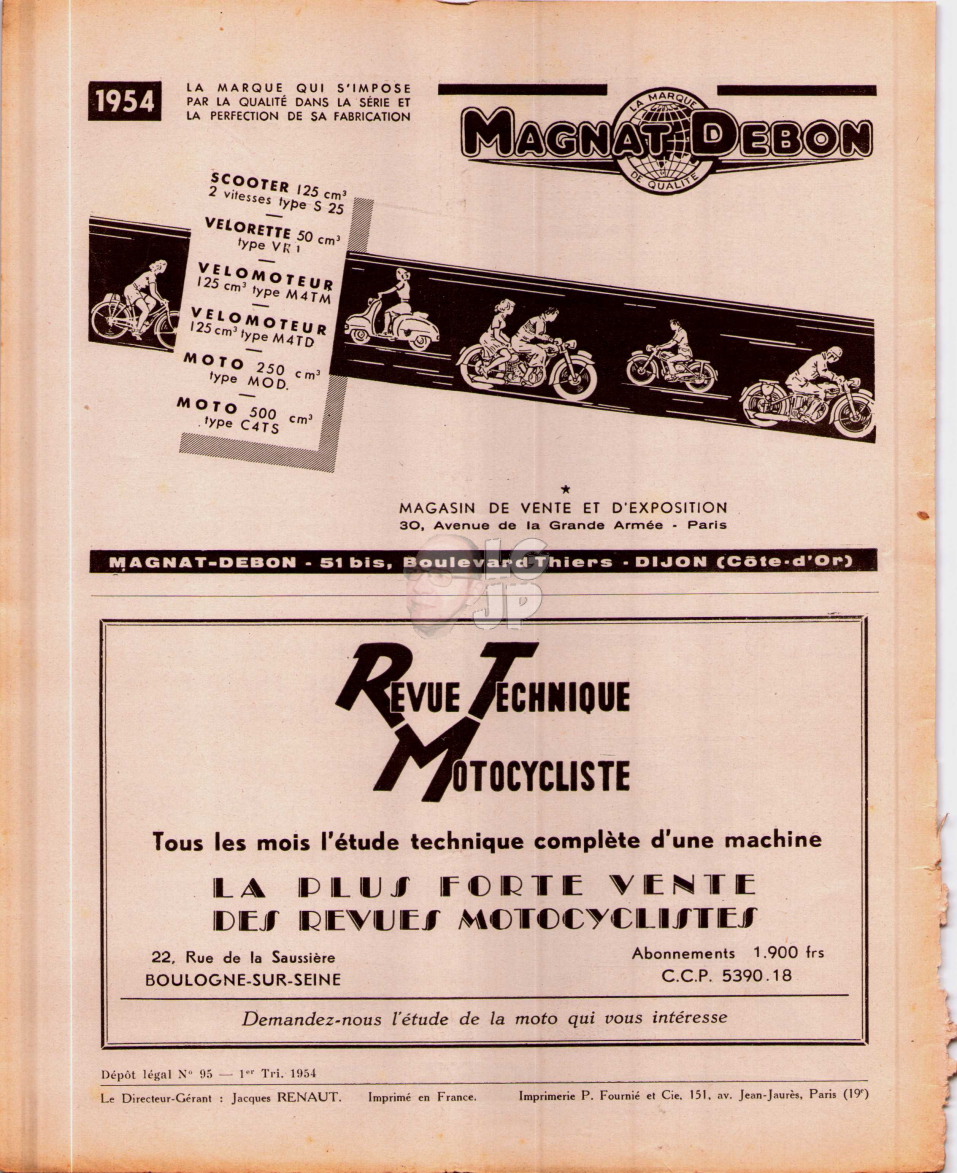 1954
LA MARQUE QUI S'IMPOSE
PAR LA QUALITÉ DANS LA SÉRIE ET
LA PERFECTION DE SA FABRICATION
LA MARQUE
MAGNAT DEBON
DE QUALITÉ
SCOOTER 125 cm³
2 vitesses type S 25
VELORETTE 50 cm³
type VR 1
VELOMOTEUR
125 cm³ type M4TM
VELOMOTEUR
125 cm³ type M4TD
MOTO 250 cm³
type MOD.
MOTO 500 cm³
type C4TS
MAGASIN DE VENTE ET D'EXPOSITION
30, Avenue de la Grande Armée - Paris
MAGNAT-DEBON - 51 bis, Boulevard Thiers - DIJON (Côte-d'Or)
LC
JP
REVUE TECHNIQUE
MOTOCYCLISTE
Tous les mois l'étude technique complète d'une machine
LA PLUS FORTE VENTE
DES REVUES MOTOCYCLISTES
22, Rue de la Saussière
BOULOGNE-SUR-SEINE
Abonnements 1.900 frs
C.C.P. 5390.18
Demandez-nous l'étude de la moto qui vous intéresse
Dépôt légal N° 95 — 1er Tri. 1954
Le Directeur-Gérant : Jacques RENAUT. Imprimé en France. Imprimerie P. Fournié et Cie, 151, av. Jean-Jaurès, Paris (19e)